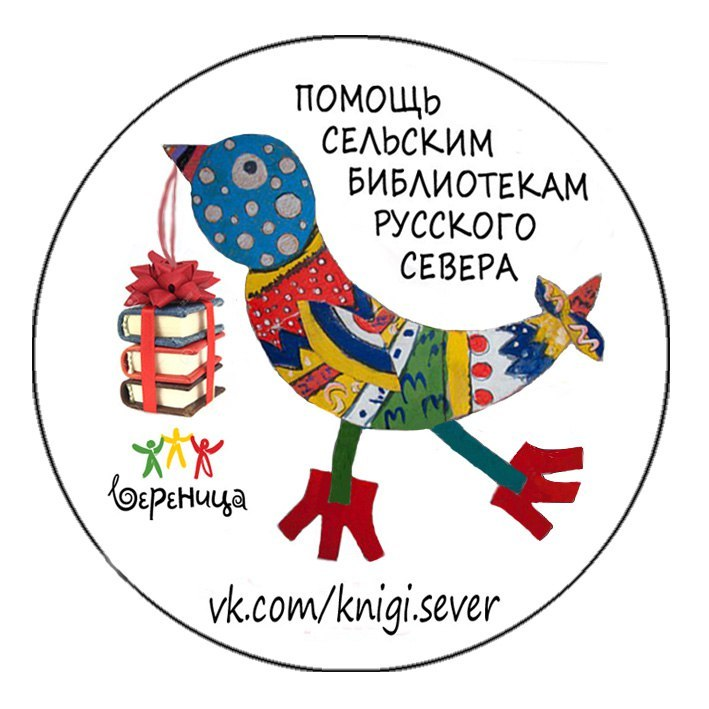 ПОМОЩЬ
СЕЛЬСКИМ
БИБЛИОТЕКАМ
РУССКОГО
СЕВЕРА
Вереница
vk.com/knigi.sever